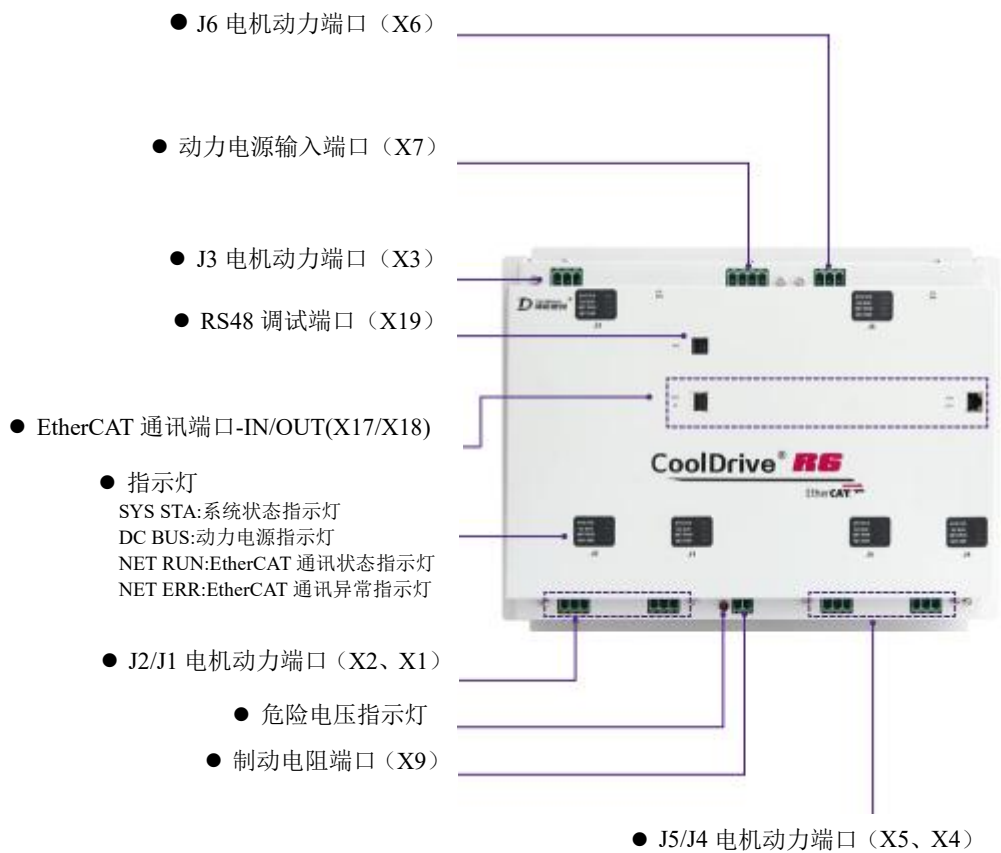 ● J6 电机动力端口（X6）
● 动力电源输入端口（X7）
● J3 电机动力端口（X3）
● RS48 调试端口（X19）
● EtherCAT 通讯端口-IN/OUT(X17/X18)
CoolDrive® R6
EtherCAT
● 指示灯
SYS STA:系统状态指示灯
DC BUS:动力电源指示灯
NET RUN:EtherCAT 通讯状态指示灯
NET ERR:EtherCAT 通讯异常指示灯
● J2/J1 电机动力端口（X2、X1）
● 危险电压指示灯
● 制动电阻端口（X9）
● J5/J4 电机动力端口（X5、X4）